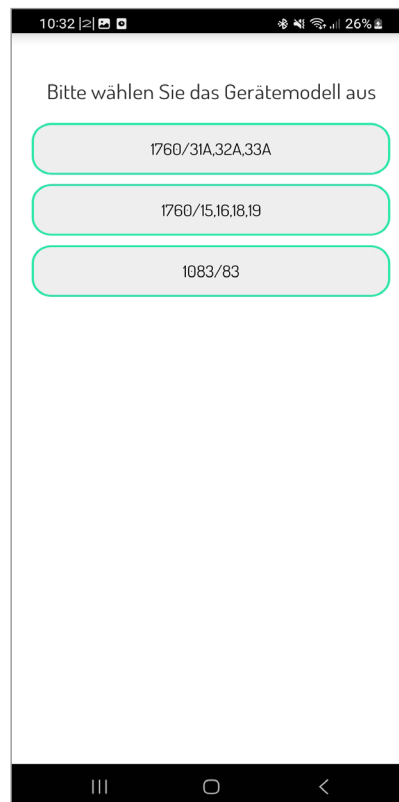 10:32
26%
Bitte wählen Sie das Gerätemodell aus
1760/31A,32A,33A
1760/15,16,18,19
1083/83